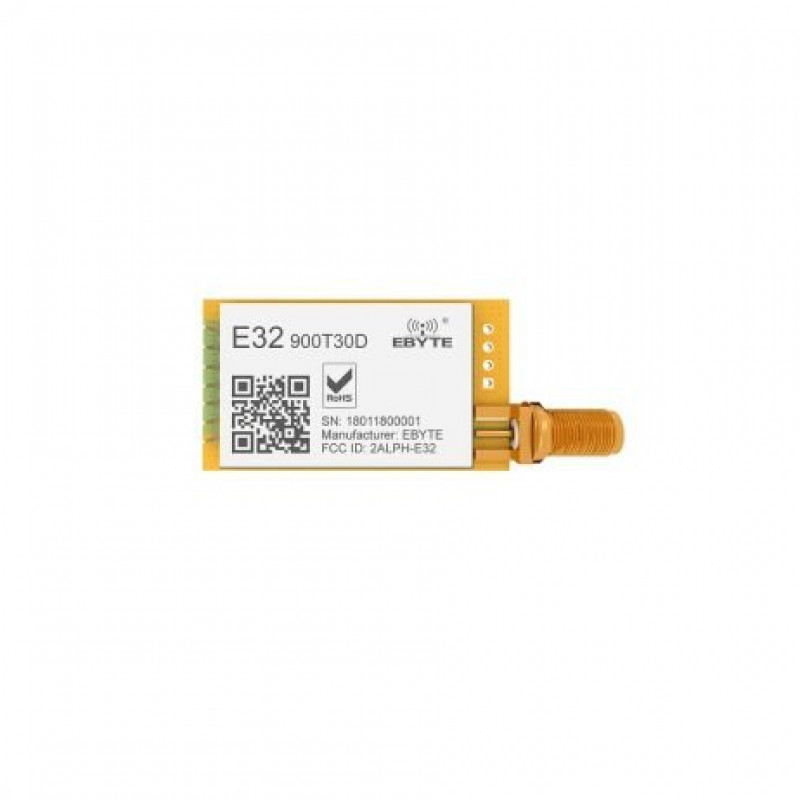 E32 900T30D
EBYTE
RoHS
SN: 18011800001
Manufacturer: EBYTE
FCC ID: 2ALPH-E32